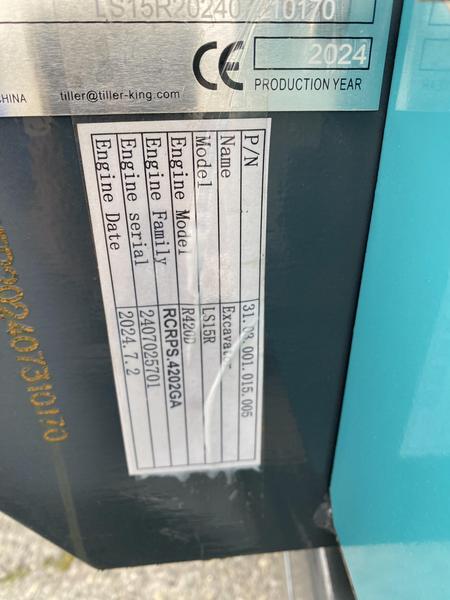 LS15R20240 10170
CE
2024
PRODUCTION YEAR
CHINA
tiller@tiller-king.com
P/N 31.03.001.015.005
Name Excavator
Model LS15R
Engine Model R420D
Engine Family RCRPS.4202GA
Engine serial 2407025701
Engine Date 2024.7.2